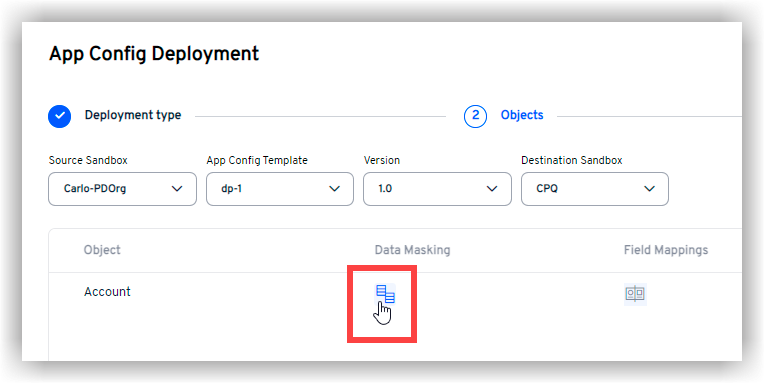 App Config Deployment
Deployment type
2 Objects
Source Sandbox App Config Template Version Destination Sandbox
Carlo-PDOrg dp-1 1.0 CPQ
Object Data Masking Field Mappings
Account